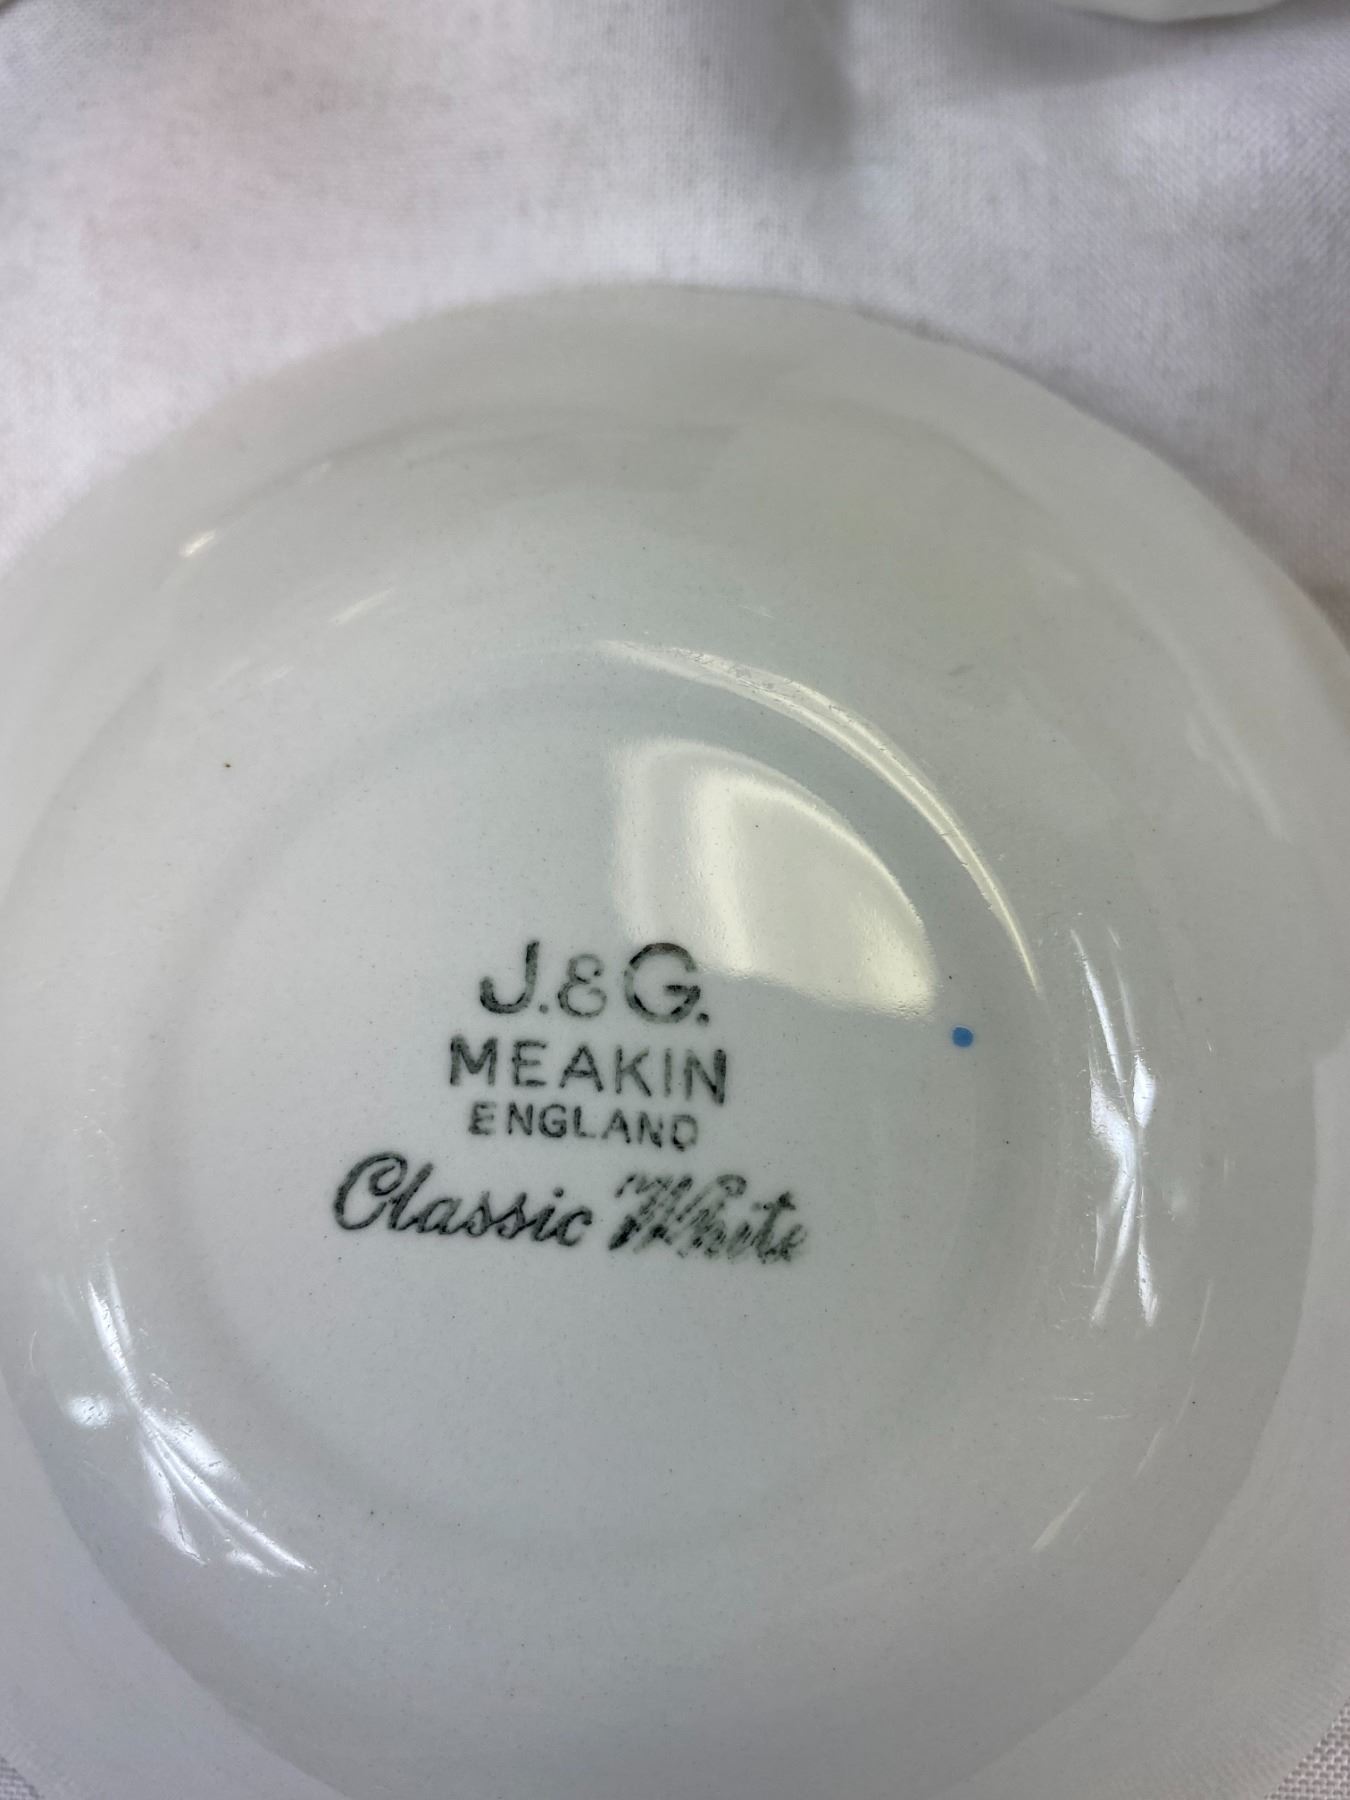 J.&G.
MEAKIN
ENGLAND
Classic White